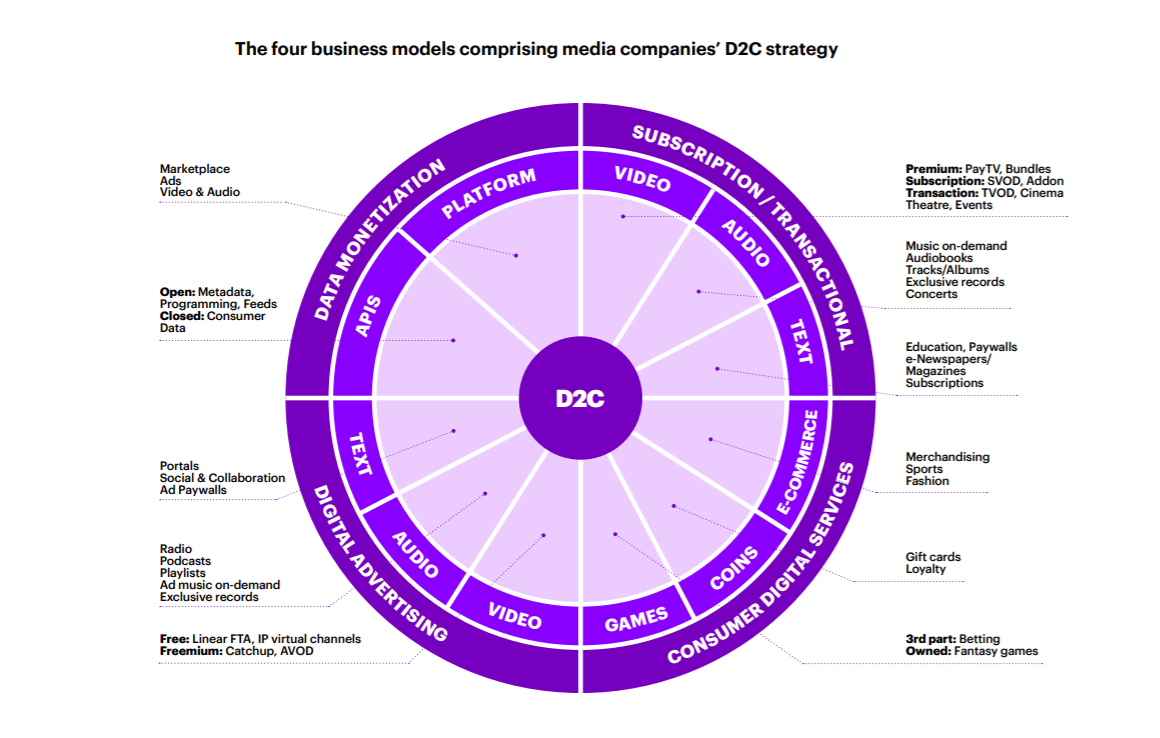 The four business models comprising media companies' D2C strategy
SUBSCRIPTION / TRANSACTIONAL
VIDEO
Premium: PayTV, Bundles
Subscription: SVOD, Addon
Transaction: TVOD, Cinema
Theatre, Events
AUDIO
Music on-demand
Audiobooks
Tracks/Albums
Exclusive records
Concerts
TEXT
Education, Paywalls
e-Newspapers/
Magazines
Subscriptions
CONSUMER DIGITAL SERVICES
E-COMMERCE
Merchandising
Sports
Fashion
COINS
Gift cards
Loyalty
GAMES
3rd part: Betting
Owned: Fantasy games
DIGITAL ADVERTISING
VIDEO
Free: Linear FTA, IP virtual channels
Freemium: Catchup, AVOD
AUDIO
Radio
Podcasts
Playlists
Ad music on-demand
Exclusive records
TEXT
Portals
Social & Collaboration
Ad Paywalls
DATA MONETIZATION
APIS
Open: Metadata,
Programming, Feeds
Closed: Consumer
Data
PLATFORM
Marketplace
Ads
Video & Audio
D2C